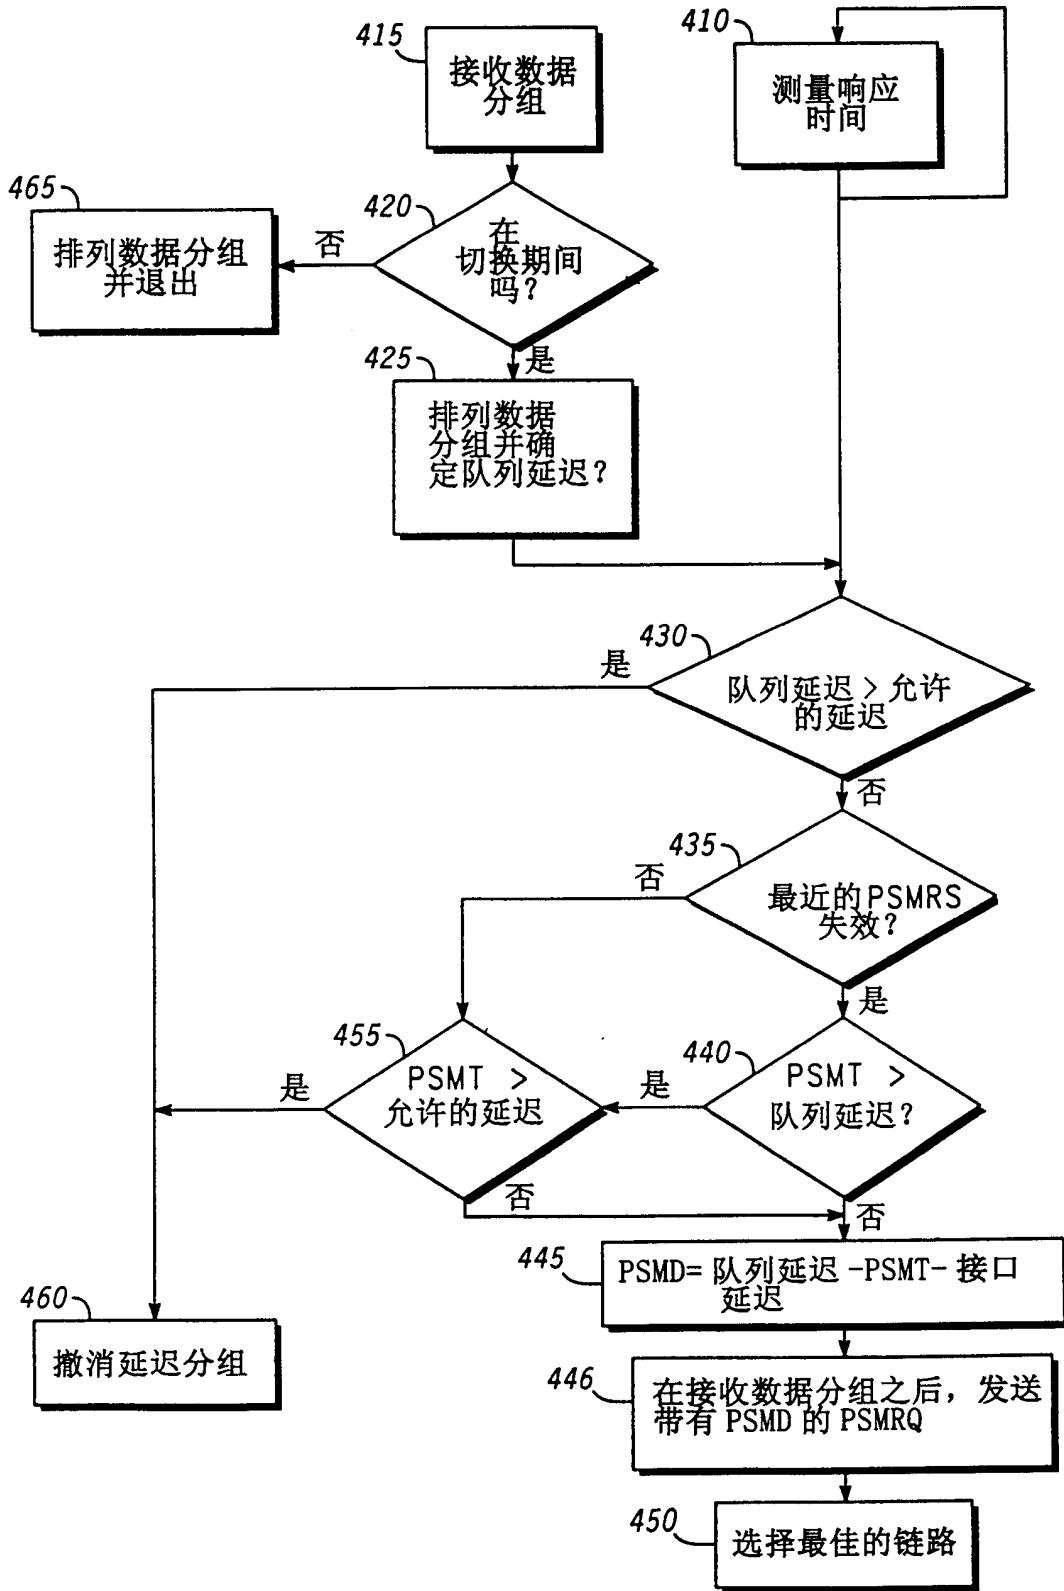 415
接收数据
分组
410
测量响应
时间
465
排列数据分组
并退出
否
420
在
切换期间
吗？
是
425
排列数据
分组并确
定队列延迟？
430
是
队列延迟 > 允许
的延迟
否
435
否
最近的PSMRS
失效？
是
455
是
PSMT >
允许的延迟
440
是
PSMT >
队列延迟？
否
否
445
PSMD= 队列延迟 -PSMT- 接口
延迟
460
撤消延迟分组
446
在接收数据分组之后，发送
带有 PSMD 的 PSMRQ
450
选择最佳的链路